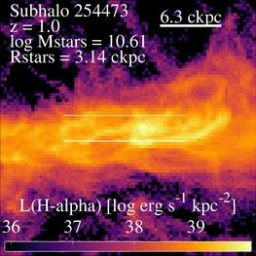 Subhalo 254473
6.3 ckpc
z = 1.0
log Mstars = 10.61
Rstars = 3.14 ckpc
L(H-alpha) [log erg s⁻¹ kpc⁻²]
36 37 38 39